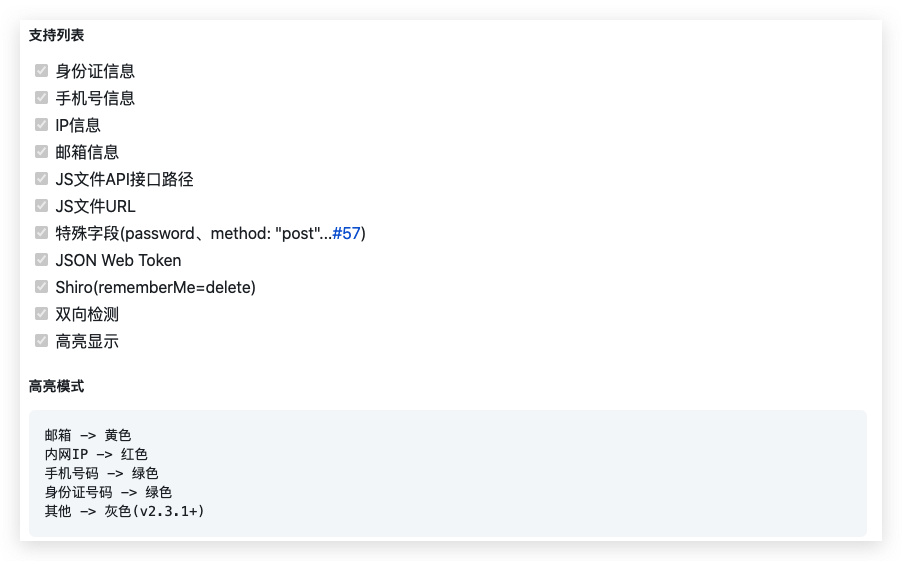 支持列表
身份证信息
手机号信息
IP信息
邮箱信息
JS文件API接口路径
JS文件URL
特殊字段(password、method: "post"...#57)
JSON Web Token
Shiro(rememberMe=delete)
双向检测
高亮显示
高亮模式
邮箱 -> 黄色
内网IP -> 红色
手机号码 -> 绿色
身份证号码 -> 绿色
其他 -> 灰色(v2.3.1+)